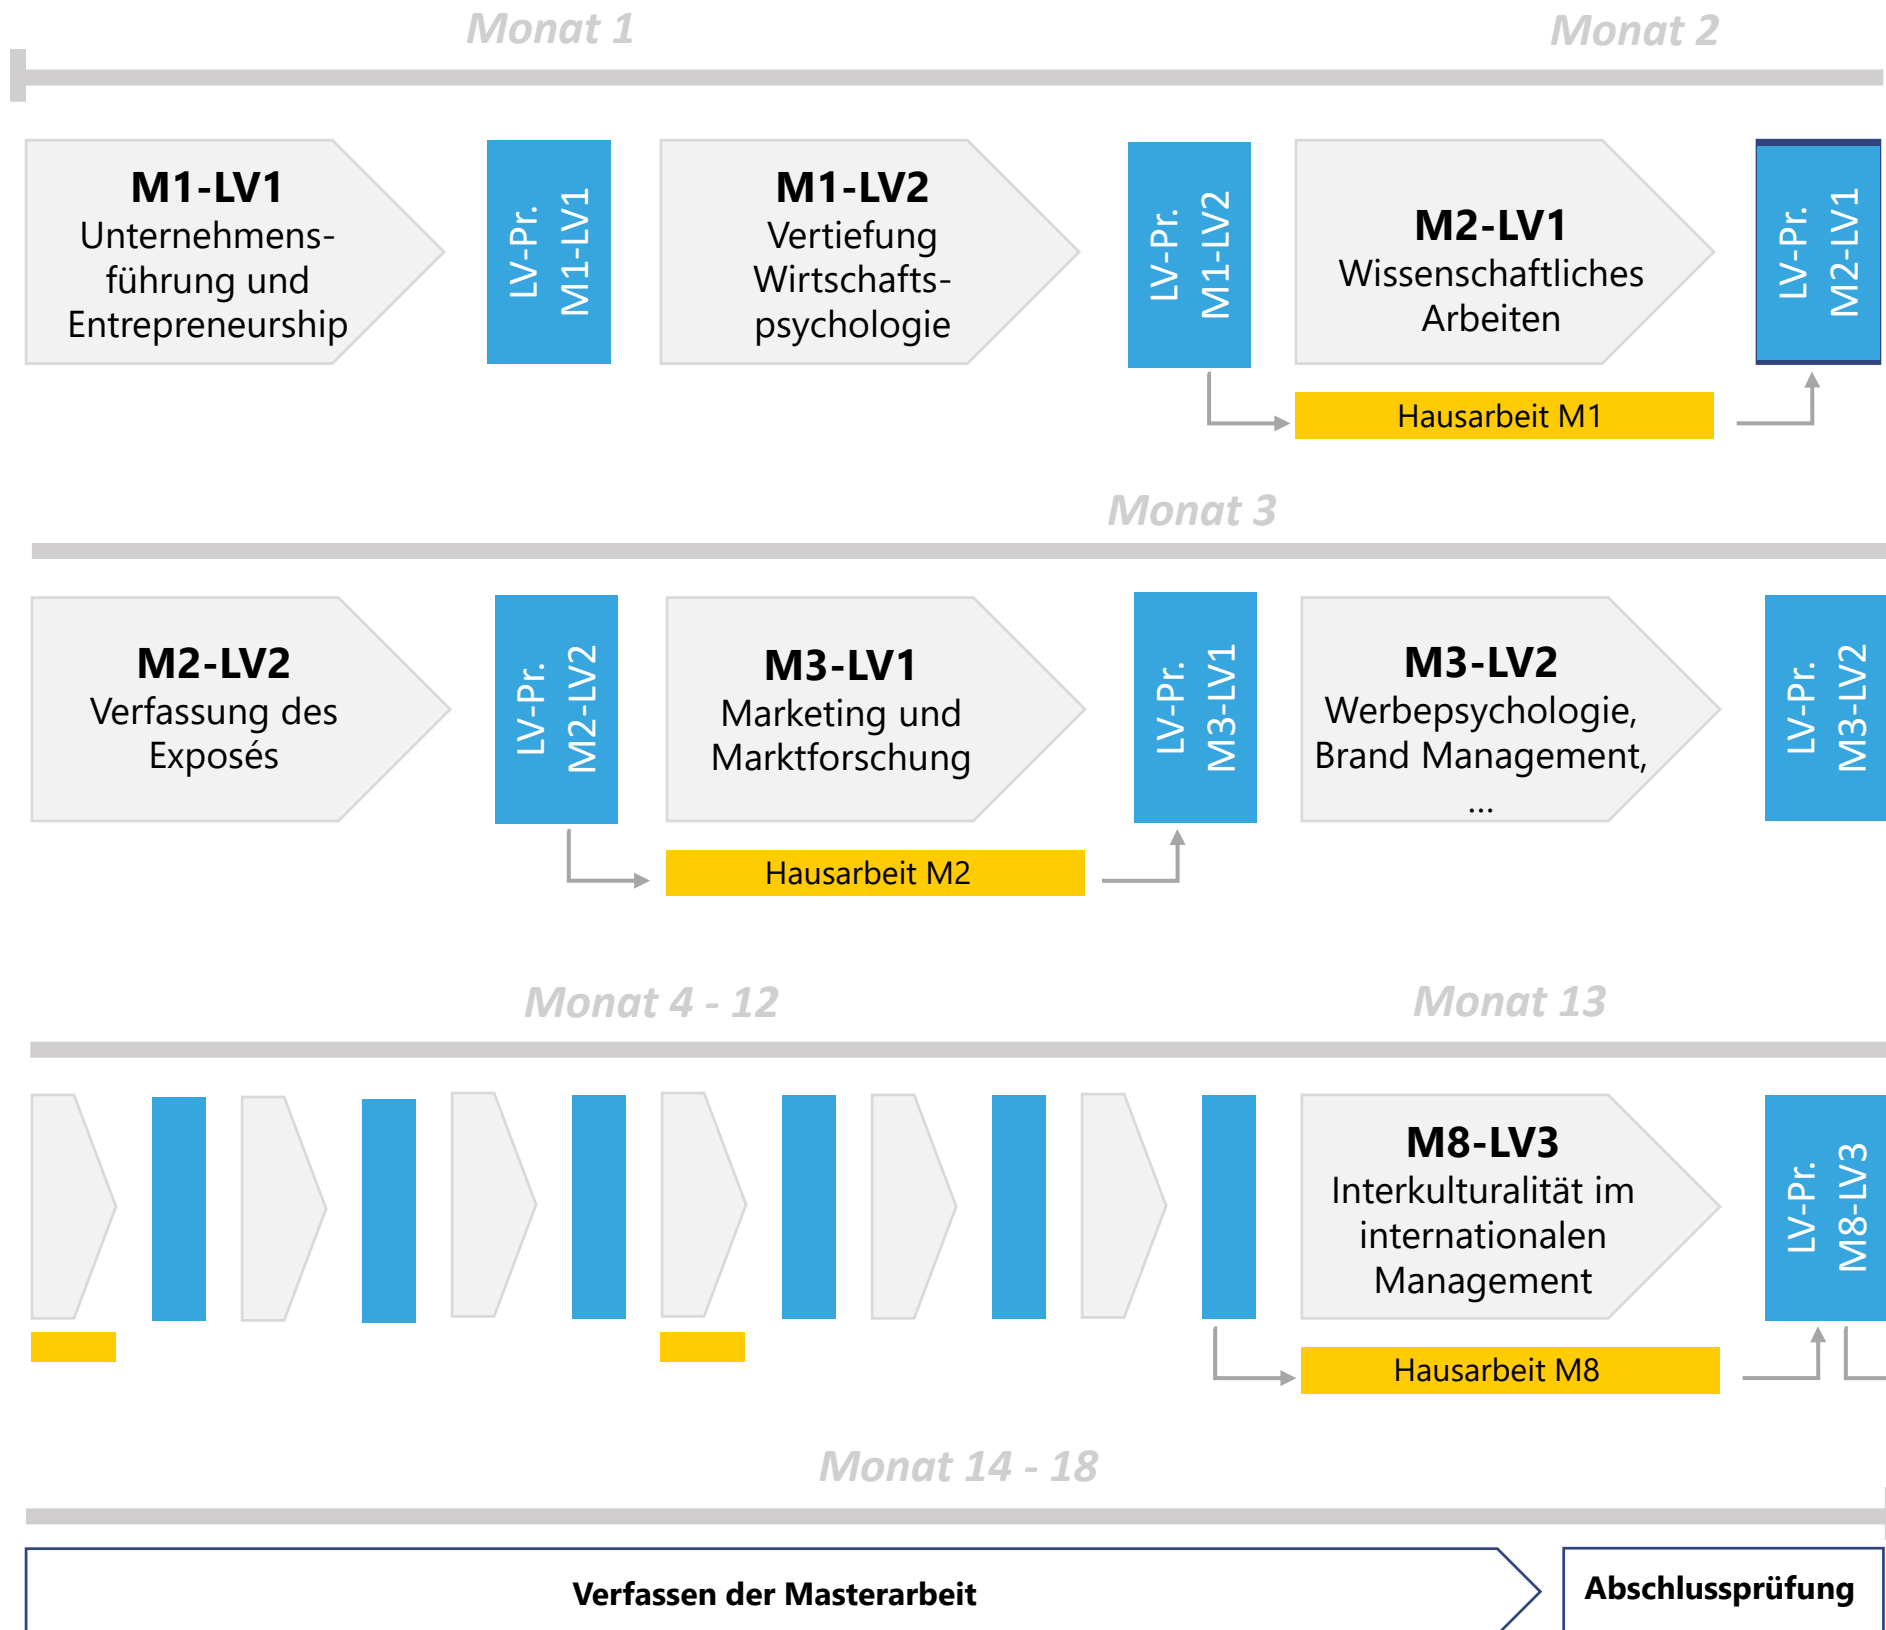 Monat 1
Monat 2
M1-LV1
Unternehmens-
führung und
Entrepreneurship
LV-Pr.
M1-LV1
M1-LV2
Vertiefung
Wirtschafts-
psychologie
LV-Pr.
M1-LV2
M2-LV1
Wissenschaftliches
Arbeiten
LV-Pr.
M2-LV1
Hausarbeit M1
Monat 3
M2-LV2
Verfassung des
Exposés
LV-Pr.
M2-LV2
M3-LV1
Marketing und
Marktforschung
LV-Pr.
M3-LV1
M3-LV2
Werbepsychologie,
Brand Management,
...
LV-Pr.
M3-LV2
Hausarbeit M2
Monat 4 - 12
Monat 13
M8-LV3
Interkulturalität im
internationalen
Management
LV-Pr.
M8-LV3
Hausarbeit M8
Monat 14 - 18
Verfassen der Masterarbeit
Abschlussprüfung